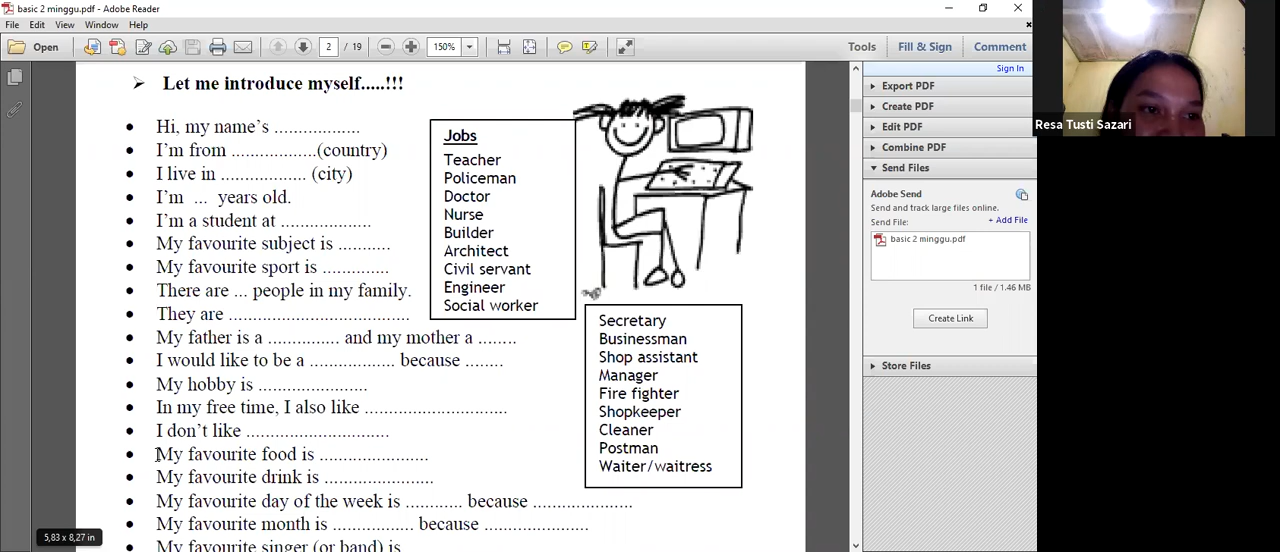 basic 2 minggu.pdf - Adobe Reader
File Edit View Window Help
Open 2 / 19 150% Tools Fill & Sign Comment
➤ Let me introduce myself.....!!!
• Hi, my name's ..................
• I'm from ..................(country)
• I live in .................. (city)
• I'm ... years old.
• I'm a student at ...................
• My favourite subject is ...........
• My favourite sport is ..............
• There are ... people in my family.
• They are .......................................
• My father is a ............... and my mother a ........
• I would like to be a .................. because ........
• My hobby is .......................
• In my free time, I also like ..............................
• I don't like ..............................
• My favourite food is .......................
• My favourite drink is .......................
• My favourite day of the week is ............ because .....................
• My favourite month is ................. because ......................
• My favourite singer (or band) is
Jobs
Teacher
Policeman
Doctor
Nurse
Builder
Architect
Civil servant
Engineer
Social worker
Secretary
Businessman
Shop assistant
Manager
Fire fighter
Shopkeeper
Cleaner
Postman
Waiter/waitress
5,83 x 8,27 in
Sign In
Export PDF
Create PDF
Edit PDF
Combine PDF
Send Files
Adobe Send
Send and track large files online.
Send File: + Add File
basic 2 minggu.pdf
1 file / 1.46 MB
Create Link
Store Files
Resa Tusti Sazari